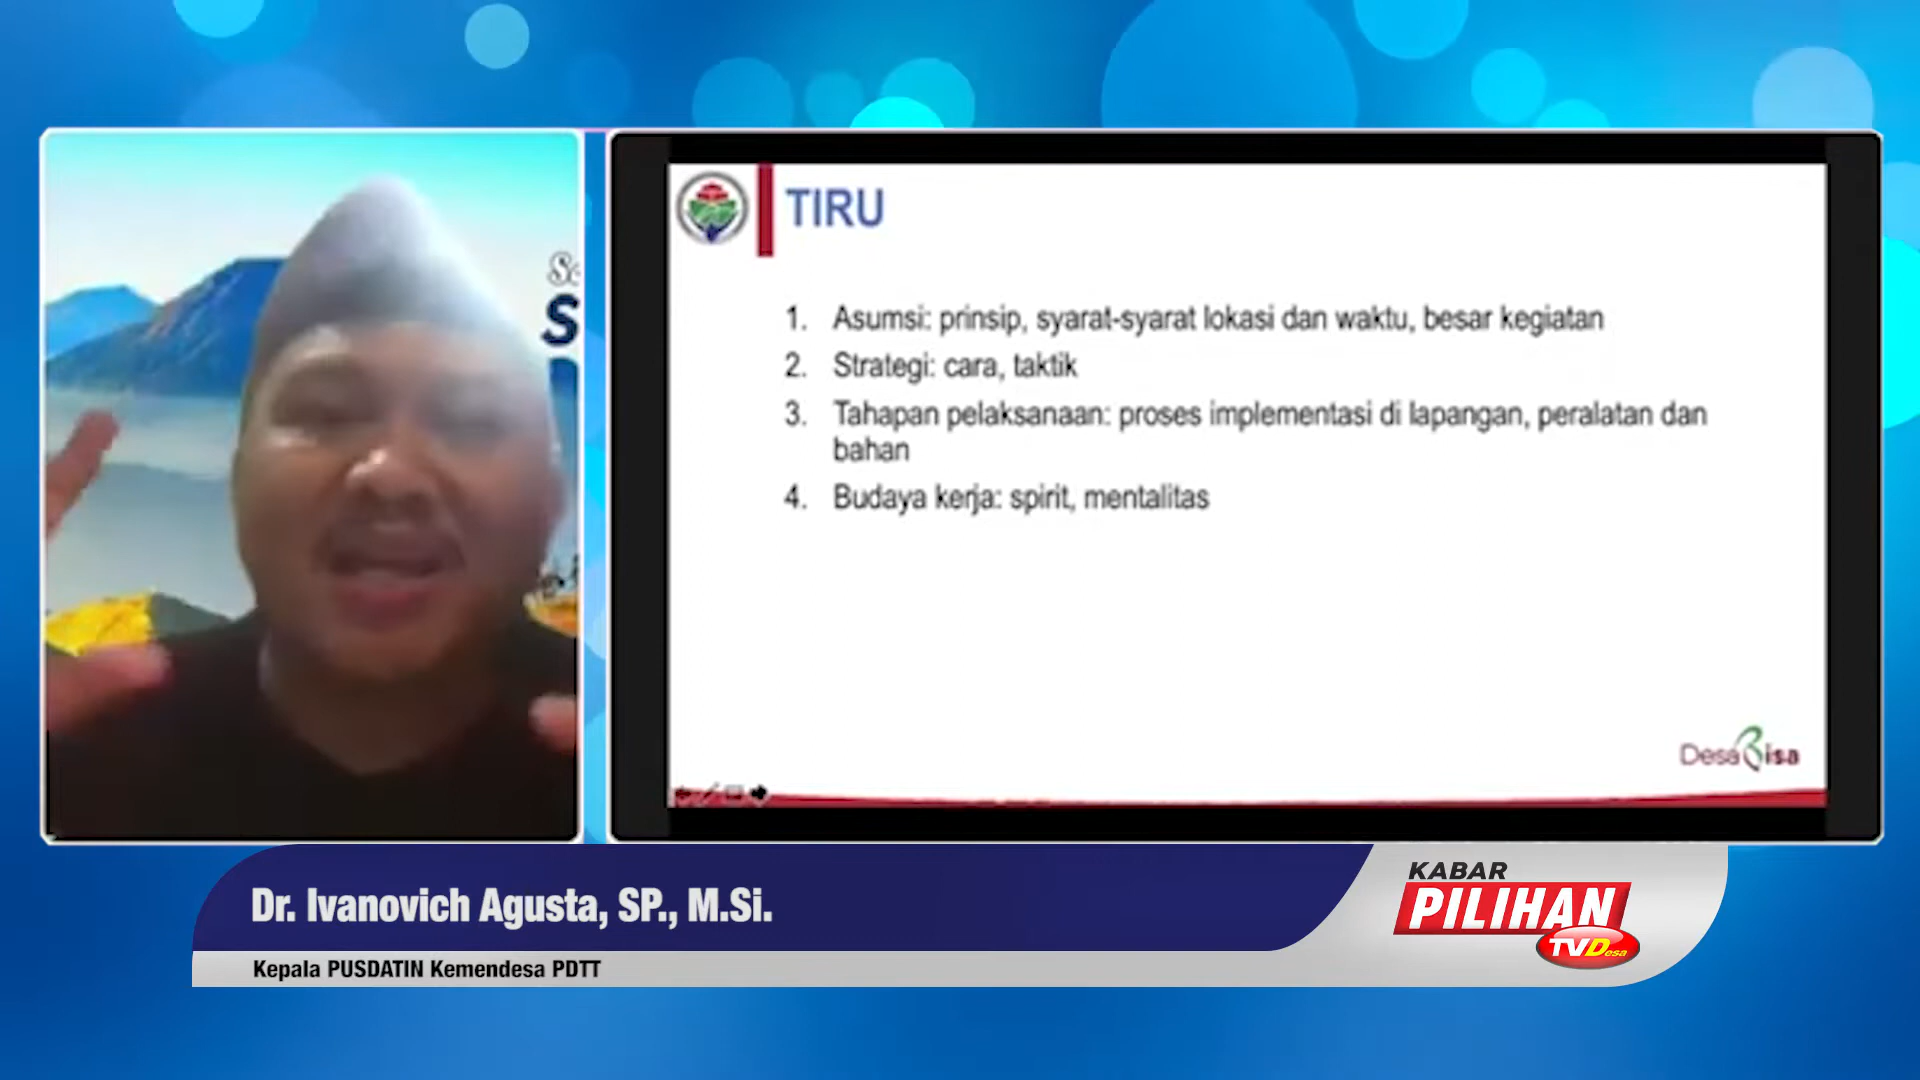 TIRU
1. Asumsi: prinsip, syarat-syarat lokasi dan waktu, besar kegiatan
2. Strategi: cara, taktik
3. Tahapan pelaksanaan: proses implementasi di lapangan, peralatan dan
bahan
4. Budaya kerja: spirit, mentalitas
DesaBisa
Dr. Ivanovich Agusta, SP., M.Si.
Kepala PUSDATIN Kemendesa PDTT
KABAR
PILIHAN
TVDesa